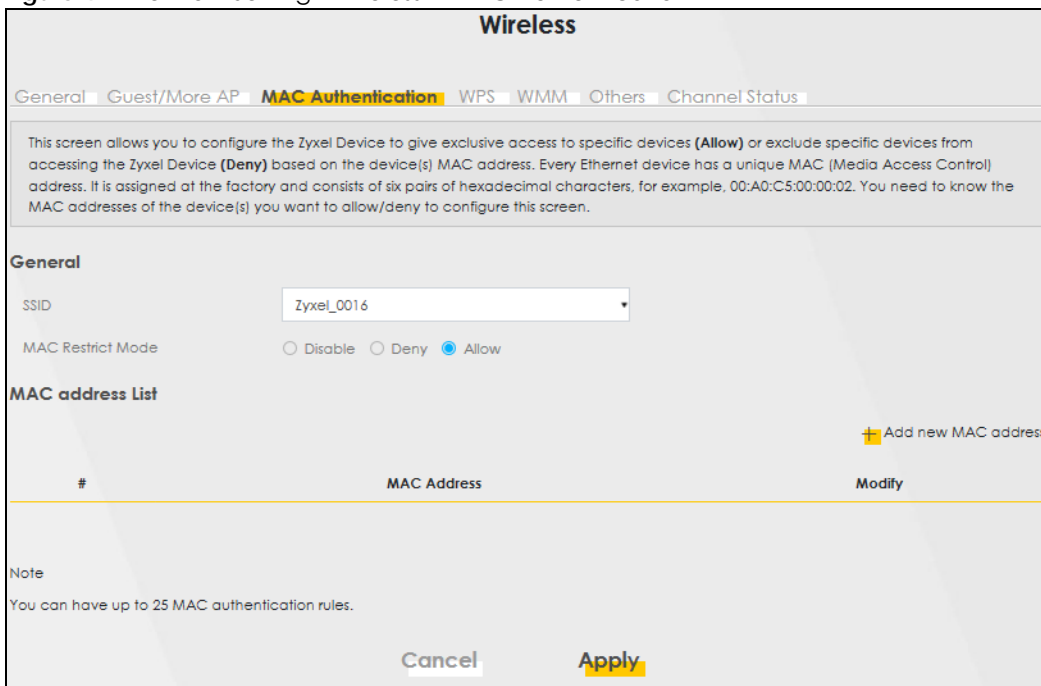 Wireless
General Guest/More AP MAC Authentication WPS WMM Others Channel Status
This screen allows you to configure the Zyxel Device to give exclusive access to specific devices (Allow) or exclude specific devices from
accessing the Zyxel Device (Deny) based on the device(s) MAC address. Every Ethernet device has a unique MAC (Media Access Control)
address. It is assigned at the factory and consists of six pairs of hexadecimal characters, for example, 00:A0:C5:00:00:02. You need to know the
MAC addresses of the device(s) you want to allow/deny to configure this screen.
General
SSID Zyxel_0016
MAC Restrict Mode Disable Deny Allow
MAC address List
+ Add new MAC address
# MAC Address Modify
Note
You can have up to 25 MAC authentication rules.
Cancel Apply